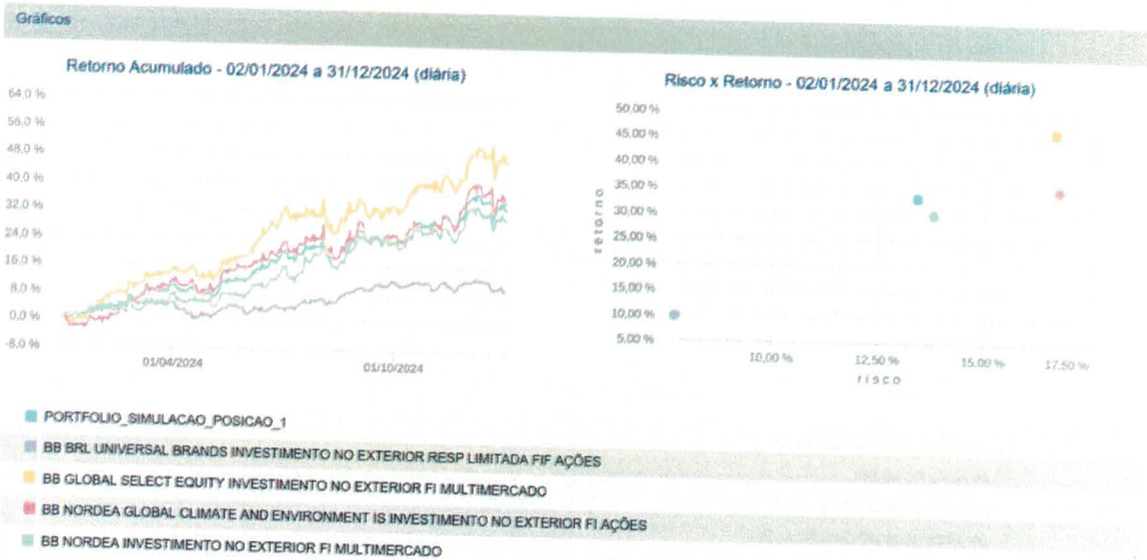 Gráficos
Retorno Acumulado - 02/01/2024 a 31/12/2024 (diária)
64,0 %
56,0 %
48,0 %
40,0 %
32,0 %
24,0 %
16,0 %
8,0 %
0,0 %
-8,0 %
01/04/2024
01/10/2024
Risco x Retorno - 02/01/2024 a 31/12/2024 (diária)
50,00 %
45,00 %
40,00 %
35,00 %
30,00 %
25,00 %
20,00 %
15,00 %
10,00 %
5,00 %
retorno
10,00 %
12,50 %
15,00 %
17,50 %
risco
PORTFOLIO_SIMULACAO_POSICAO_1
BB BRL UNIVERSAL BRANDS INVESTIMENTO NO EXTERIOR RESP LIMITADA FIF AÇÕES
BB GLOBAL SELECT EQUITY INVESTIMENTO NO EXTERIOR FI MULTIMERCADO
BB NORDEA GLOBAL CLIMATE AND ENVIRONMENT IS INVESTIMENTO NO EXTERIOR FI AÇÕES
BB NORDEA INVESTIMENTO NO EXTERIOR FI MULTIMERCADO